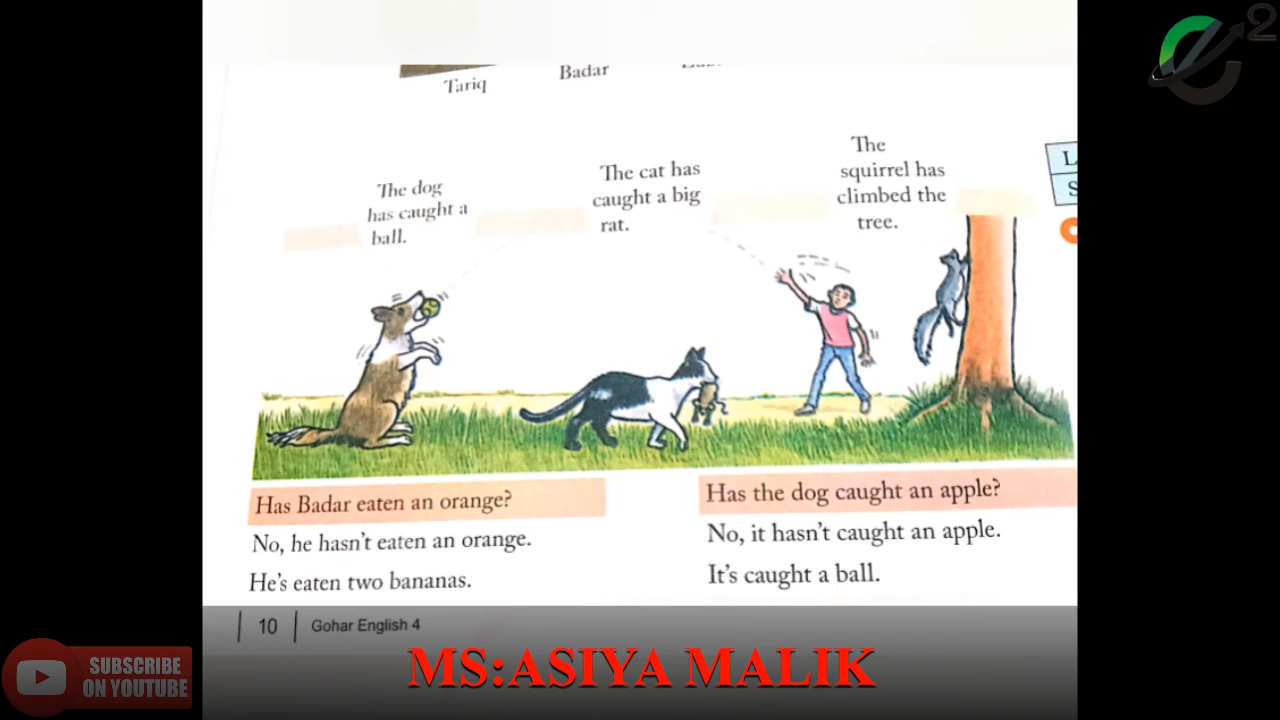 Tariq
Badar
The dog
has caught a
ball.
The cat has
caught a big
rat.
The
squirrel has
climbed the
tree.
L
S
Has Badar eaten an orange?
No, he hasn't eaten an orange.
He's eaten two bananas.
Has the dog caught an apple?
No, it hasn't caught an apple.
It's caught a ball.
10 Gohar English 4
MS:ASIYA MALIK
SUBSCRIBE
ON YOUTUBE
e2